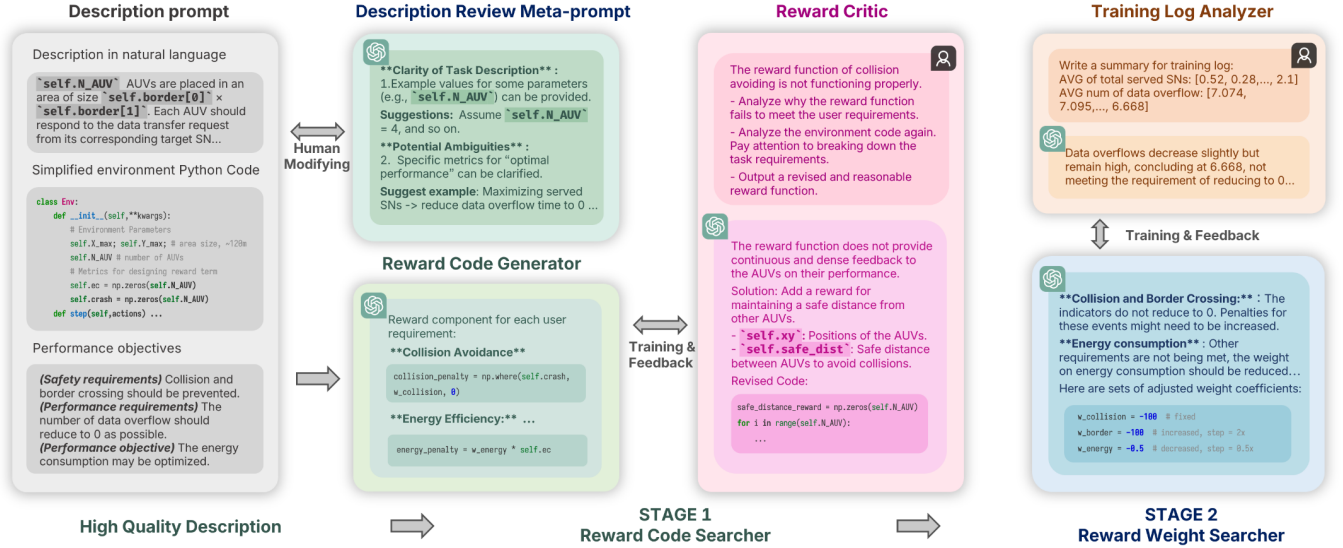 Description prompt
Description in natural language
`self.N_AUV` AUVs are placed in an
area of size `self.border[0]` ×
`self.border[1]`. Each AUV should
respond to the data transfer request
from its corresponding target SN...
Simplified environment Python Code
class Env:
def __init__(self,**kwargs):
# Environment Parameters
self.X_max; self.Y_max; # area size, ~120m
self.N_AUV # number of AUVs
# Metrics for designing reward term
self.ec = np.zeros(self.N_AUV)
self.crash = np.zeros(self.N_AUV)
def step(self,actions) ...
Performance objectives
(Safety requirements) Collision and
border crossing should be prevented.
(Performance requirements) The
number of data overflow should
reduce to 0 as possible.
(Performance objective) The energy
consumption may be optimized.
Human
Modifying
Description Review Meta-prompt
**Clarity of Task Description** :
1.Example values for some parameters
(e.g., `self.N_AUV`) can be provided.
Suggestions: Assume `self.N_AUV`
= 4, and so on.
**Potential Ambiguities**
2. Specific metrics for “optimal
performance” can be clarified.
Suggest example: Maximizing served
SNs -> reduce data overflow time to 0 ...
Reward Code Generator
Reward component for each user
requirement:
**Collision Avoidance**
collision_penalty = np.where(self.crash,
w_collision, 0)
**Energy Efficiency:** ...
energy_penalty = w_energy * self.ec
Training &
Feedback
Reward Critic
The reward function of collision
avoiding is not functioning properly.
- Analyze why the reward function
fails to meet the user requirements.
- Analyze the environment code again.
Pay attention to breaking down the
task requirements.
- Output a revised and reasonable
reward function.
The reward function does not provide
continuous and dense feedback to
the AUVs on their performance.
Solution: Add a reward for
maintaining a safe distance from
other AUVs.
- `self.xy`: Positions of the AUVs.
- `self.safe_dist`: Safe distance
between AUVs to avoid collisions.
Revised Code:
safe_distance_reward = np.zeros(self.N_AUV)
for i in range(self.N_AUV):
...
Training Log Analyzer
Write a summary for training log:
AVG of total served SNs: [0.52, 0.28,..., 2.1]
AVG num of data overflow: [7.074,
7.095,..., 6.668]
Data overflows decrease slightly but
remain high, concluding at 6.668, not
meeting the requirement of reducing to 0...
Training & Feedback
**Collision and Border Crossing:** : The
indicators do not reduce to 0. Penalties for
these events might need to be increased.
**Energy consumption** : Other
requirements are not being met, the weight
on energy consumption should be reduced...
Here are sets of adjusted weight coefficients:
w_collision = -100 # fixed
w_border = -100 # increased, step = 2x
w_energy = -0.5 # decreased, step = 0.5x
High Quality Description
STAGE 1
Reward Code Searcher
STAGE 2
Reward Weight Searcher